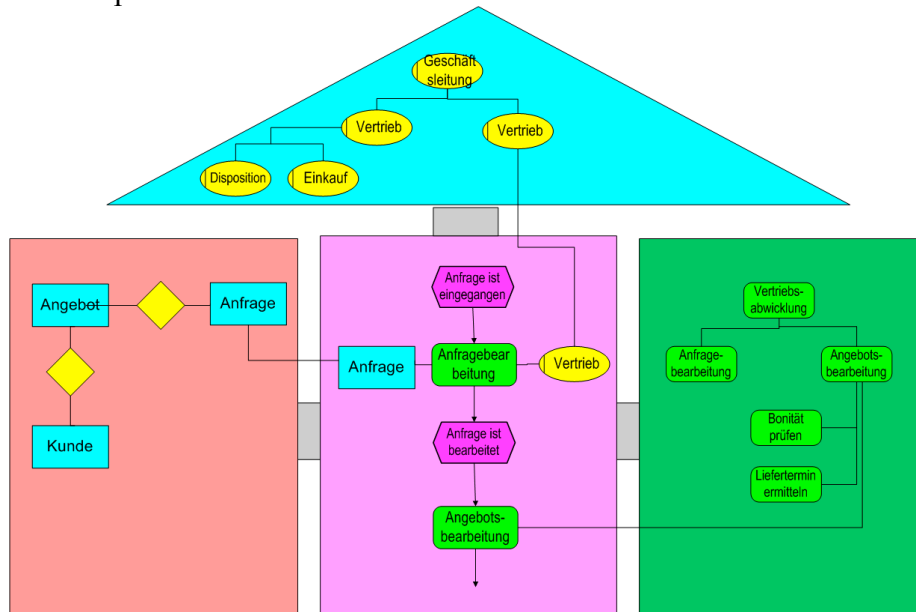 Geschäft
sleitung
Vertrieb
Vertrieb
Disposition
Einkauf
Angebot
Anfrage
Kunde
Anfrage ist
eingegangen
Anfrage
Anfragebear
beitung
Vertrieb
Anfrage ist
bearbeitet
Angebots-
bearbeitung
Vertriebs-
abwicklung
Anfrage-
bearbeitung
Angebots-
bearbeitung
Bonität
prüfen
Liefertermin
ermitteln